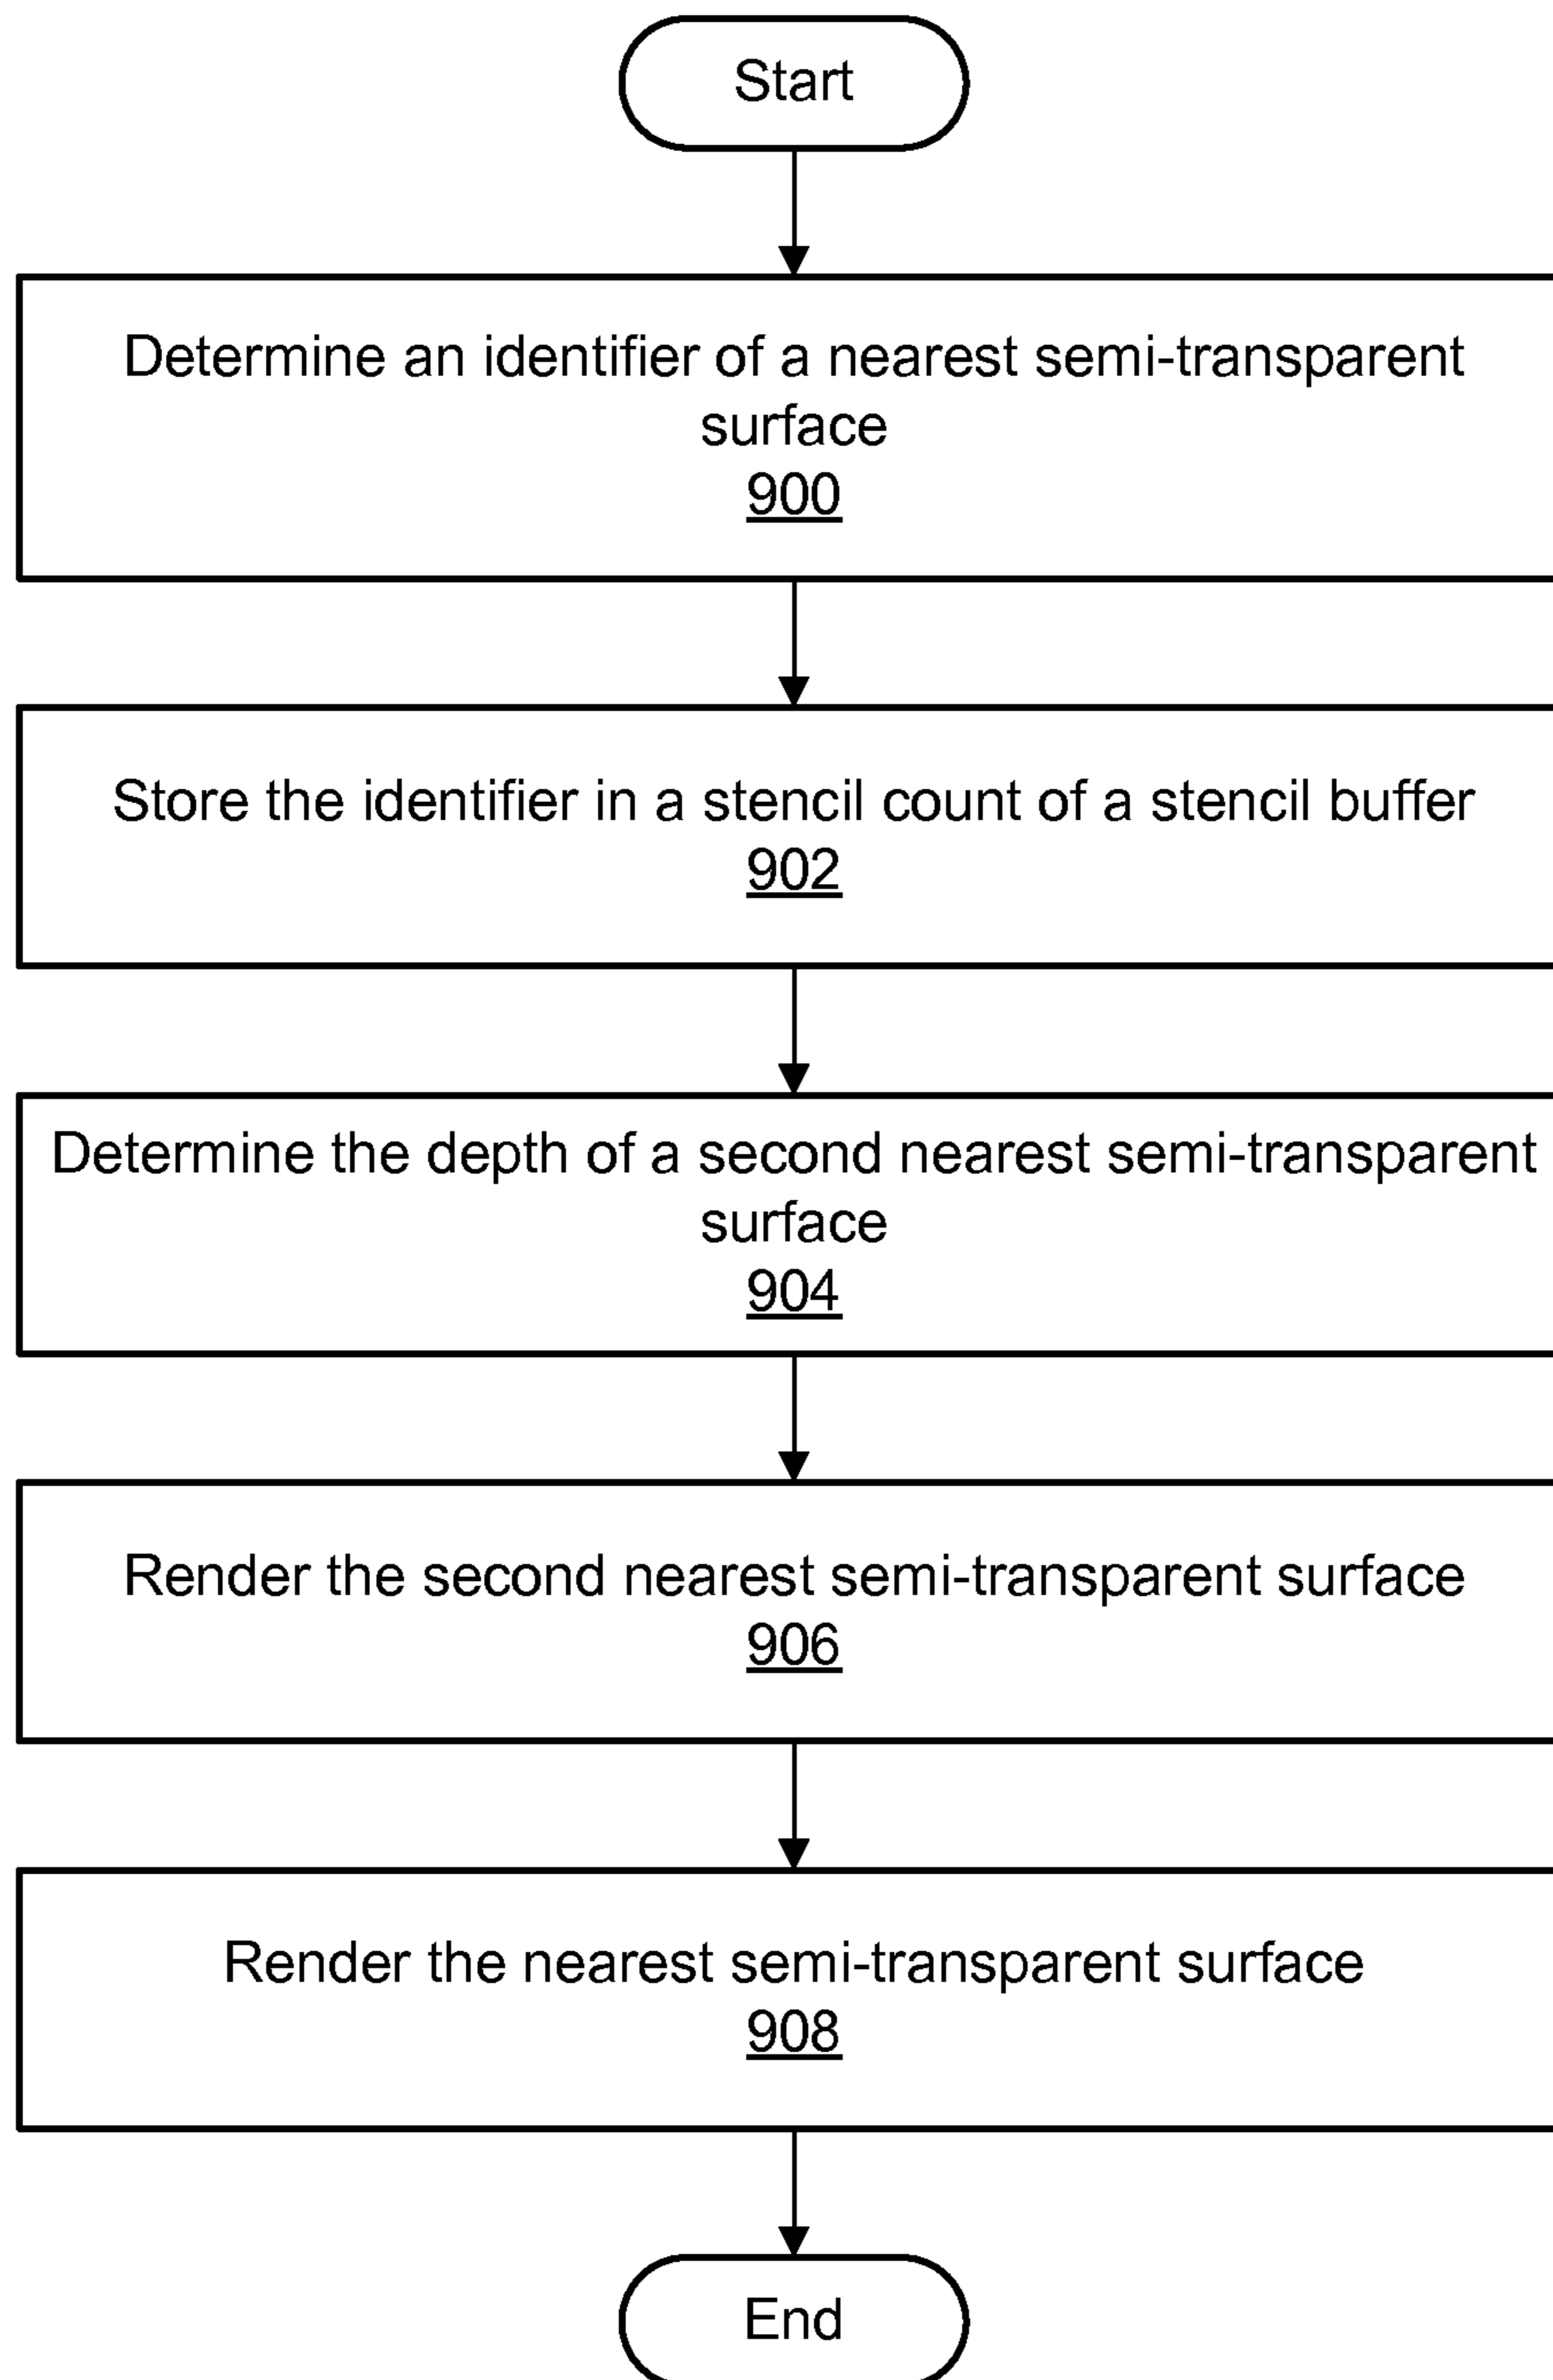 Start
Determine an identifier of a nearest semi-transparent
surface
900
Store the identifier in a stencil count of a stencil buffer
902
Determine the depth of a second nearest semi-transparent
surface
904
Render the second nearest semi-transparent surface
906
Render the nearest semi-transparent surface
908
End